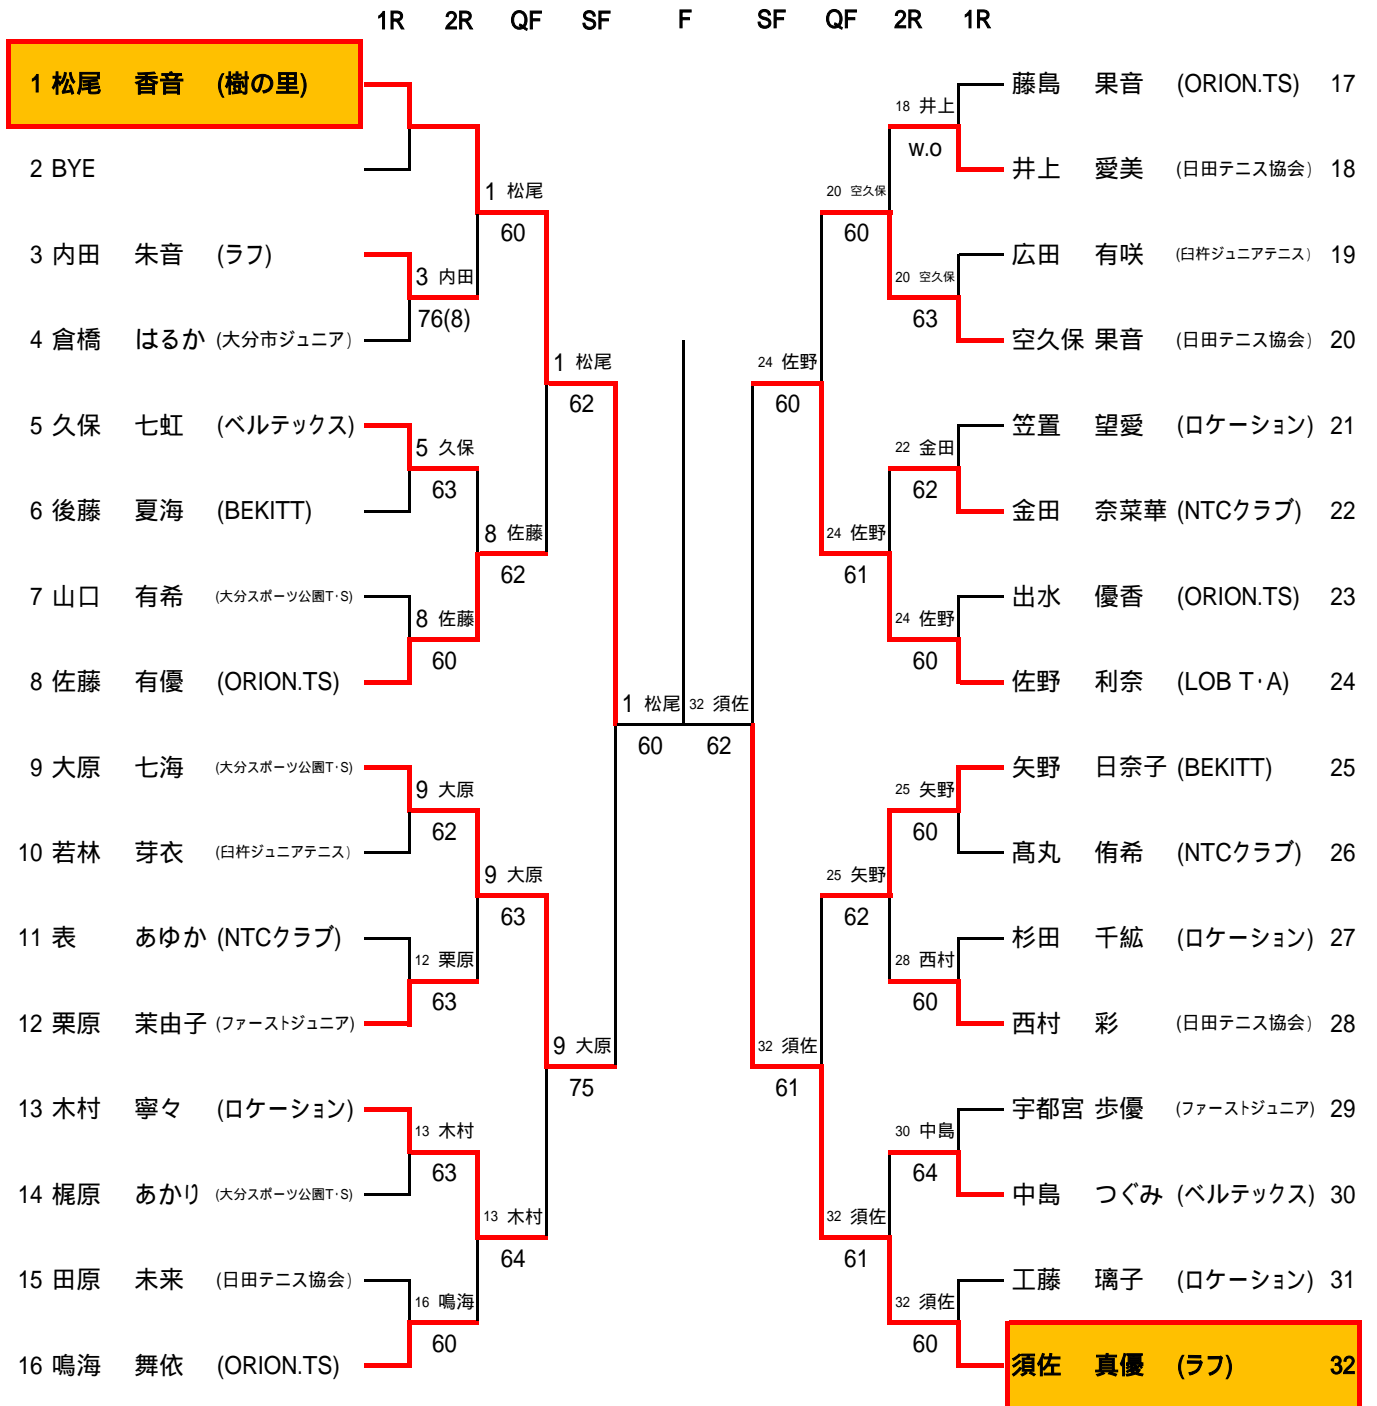 1R 2R QF SF F SF QF 2R 1R
1 松尾 香音 (樹の里)
2 BYE
3 内田 朱音 (ラフ)
4 倉橋 はるか (大分市ジュニア)
5 久保 七虹 (ベルテックス)
6 後藤 夏海 (BEKITT)
7 山口 有希 (大分スポーツ公園T・S)
8 佐藤 有優 (ORION.TS)
9 大原 七海 (大分スポーツ公園T・S)
10 若林 芽衣 (臼杵ジュニアテニス)
11 表 あゆか (NTCクラブ)
12 栗原 茉由子 (ファーストジュニア)
13 木村 寧々 (ロケーション)
14 梶原 あかり (大分スポーツ公園T・S)
15 田原 未来 (日田テニス協会)
16 鳴海 舞依 (ORION.TS)
3 内田
76(8)
5 久保
63
8 佐藤
60
9 大原
62
12 栗原
63
13 木村
63
16 鳴海
60
1 松尾
60
8 佐藤
62
9 大原
63
13 木村
64
1 松尾
62
9 大原
75
1 松尾
60
32 須佐
62
24 佐野
60
32 須佐
61
20 空久保
60
24 佐野
61
25 矢野
62
32 須佐
61
18 井上
w.o
20 空久保
63
22 金田
62
24 佐野
60
25 矢野
60
28 西村
60
30 中島
64
32 須佐
60
藤島 果音 (ORION.TS) 17
井上 愛美 (日田テニス協会) 18
広田 有咲 (臼杵ジュニアテニス) 19
空久保 果音 (日田テニス協会) 20
笠置 望愛 (ロケーション) 21
金田 奈菜華 (NTCクラブ) 22
出水 優香 (ORION.TS) 23
佐野 利奈 (LOB T・A) 24
矢野 日奈子 (BEKITT) 25
髙丸 侑希 (NTCクラブ) 26
杉田 千紘 (ロケーション) 27
西村 彩 (日田テニス協会) 28
宇都宮 歩優 (ファーストジュニア) 29
中島 つぐみ (ベルテックス) 30
工藤 璃子 (ロケーション) 31
須佐 真優 (ラフ) 32